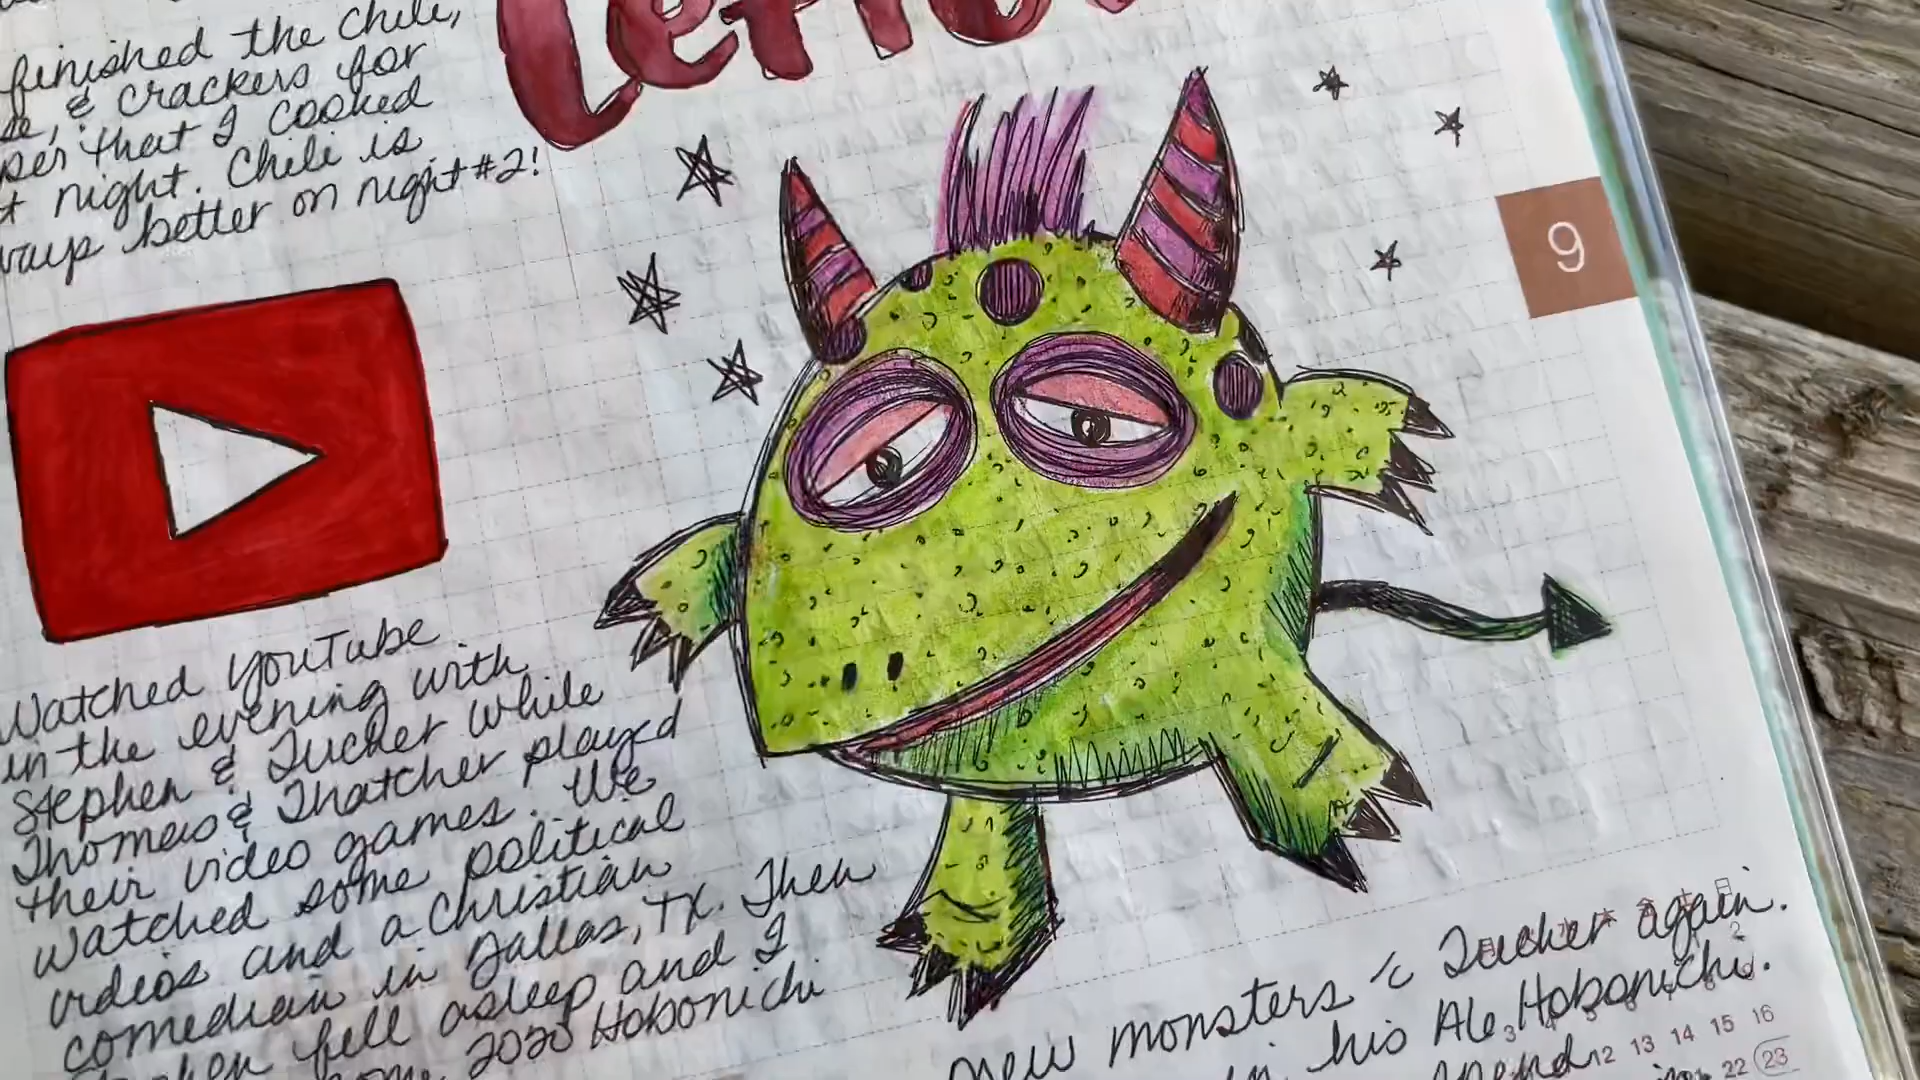 finished the chili,
& crackers for
that I cooked
night. Chili is
better on night #2!
9
Watched YouTube
in the evening with
Stephen & Tucker while
Thomas & Thatcher played
their video games. We
watched some political
videos and a Christian
comedian in Dallas, TX. Then
fell asleep and I
2020 Hobonichi
new monsters c Tucker again.
in his A6 Hobonichi.
12 13 14 15 16
22 23